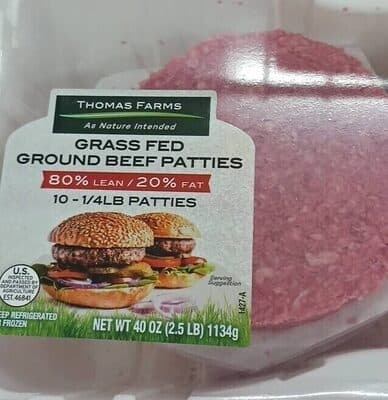 THOMAS FARMS
As Nature Intended
GRASS FED
GROUND BEEF PATTIES
80% LEAN / 20% FAT
10 - 1/4LB PATTIES
U.S.
INSPECTED
AND PASSED BY
DEPARTMENT OF
AGRICULTURE
EST. 46841
Serving
Suggestion
1427-A
EEP REFRIGERATED
FROZEN
NET WT 40 OZ (2.5 LB) 1134g